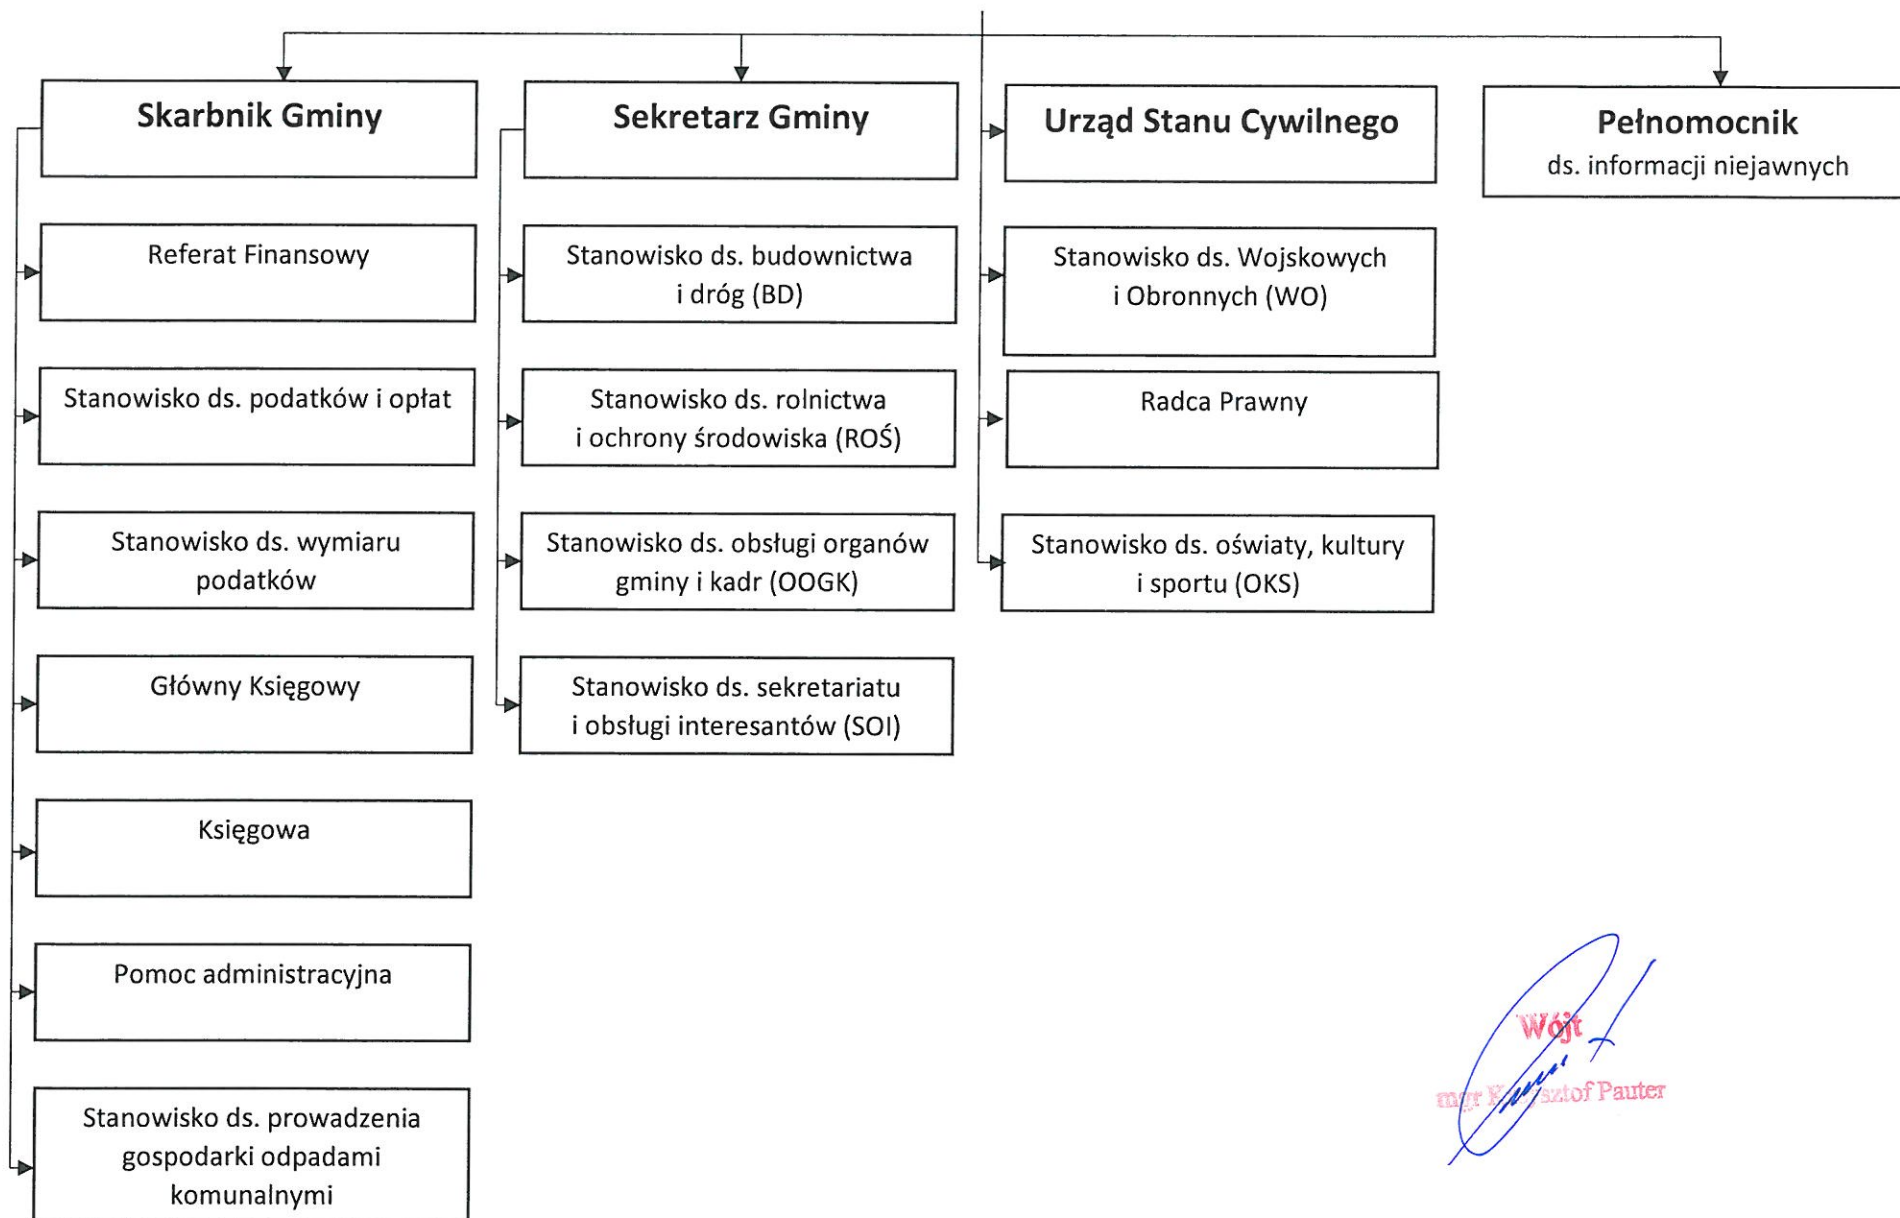 Skarbnik Gminy
Referat Finansowy
Stanowisko ds. podatków i opłat
Stanowisko ds. wymiaru
podatków
Główny Księgowy
Księgowa
Pomoc administracyjna
Stanowisko ds. prowadzenia
gospodarki odpadami
komunalnymi
Sekretarz Gminy
Stanowisko ds. budownictwa
i dróg (BD)
Stanowisko ds. rolnictwa
i ochrony środowiska (ROŚ)
Stanowisko ds. obsługi organów
gminy i kadr (OOGK)
Stanowisko ds. sekretariatu
i obsługi interesantów (SOI)
Urząd Stanu Cywilnego
Stanowisko ds. Wojskowych
i Obronnych (WO)
Radca Prawny
Stanowisko ds. oświaty, kultury
i sportu (OKS)
Pełnomocnik
ds. informacji niejawnych
Wójt
mgr Krzysztof Pauter